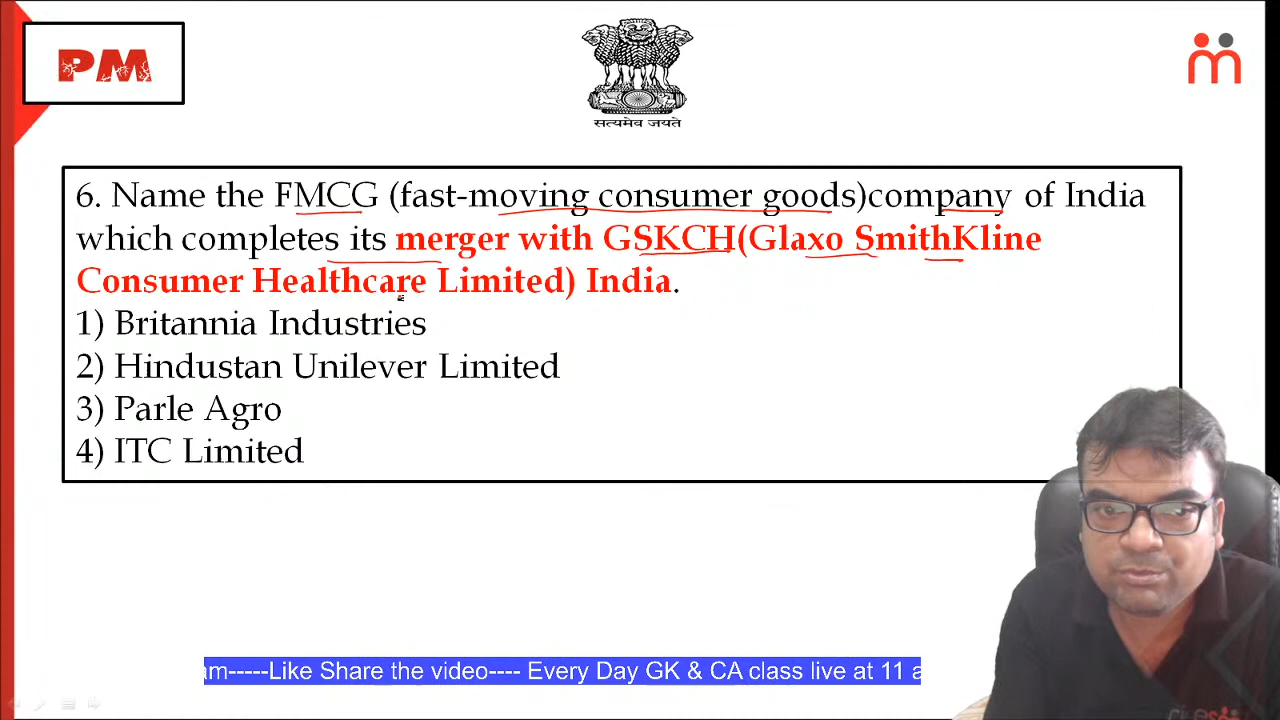 PM
सत्यमेव जयते
6. Name the FMCG (fast-moving consumer goods)company of India
which completes its merger with GSKCH(Glaxo SmithKline
Consumer Healthcare Limited) India.
1) Britannia Industries
2) Hindustan Unilever Limited
3) Parle Agro
4) ITC Limited
am-----Like Share the video---- Every Day GK & CA class live at 11 a